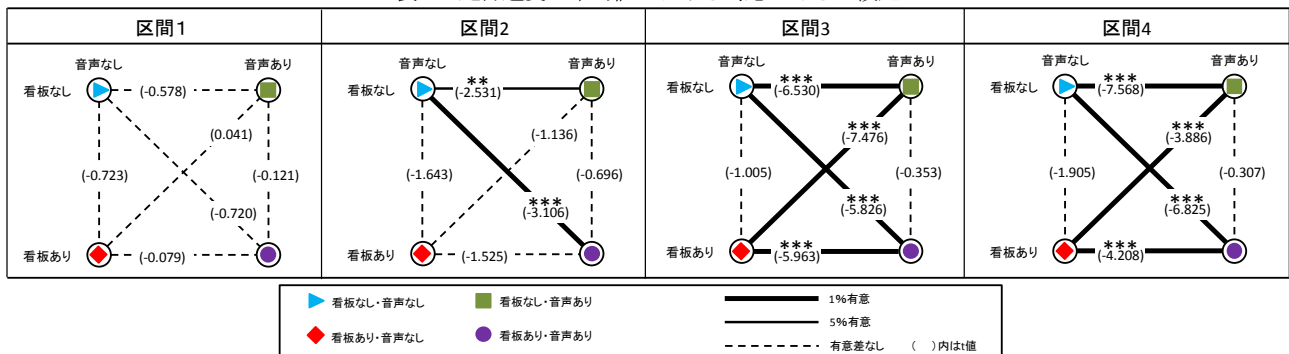 区間1
区間2
区間3
区間4
音声なし 音声あり
看板なし
(-0.578)
(0.041)
(-0.723)
(-0.121)
(-0.720)
看板あり
(-0.079)
音声なし 音声あり
看板なし
**
(-2.531)
(-1.136)
(-1.643)
(-0.696)
***
(-3.106)
看板あり
(-1.525)
音声なし 音声あり
看板なし
***
(-6.530)
***
(-7.476)
(-1.005)
(-0.353)
***
(-5.826)
看板あり
***
(-5.963)
音声なし 音声あり
看板なし
***
(-7.568)
***
(-3.886)
(-1.905)
(-0.307)
***
(-6.825)
看板あり
***
(-4.208)
看板なし・音声なし
看板なし・音声あり
1%有意
5%有意
看板あり・音声なし
看板あり・音声あり
有意差なし ( )内はt値